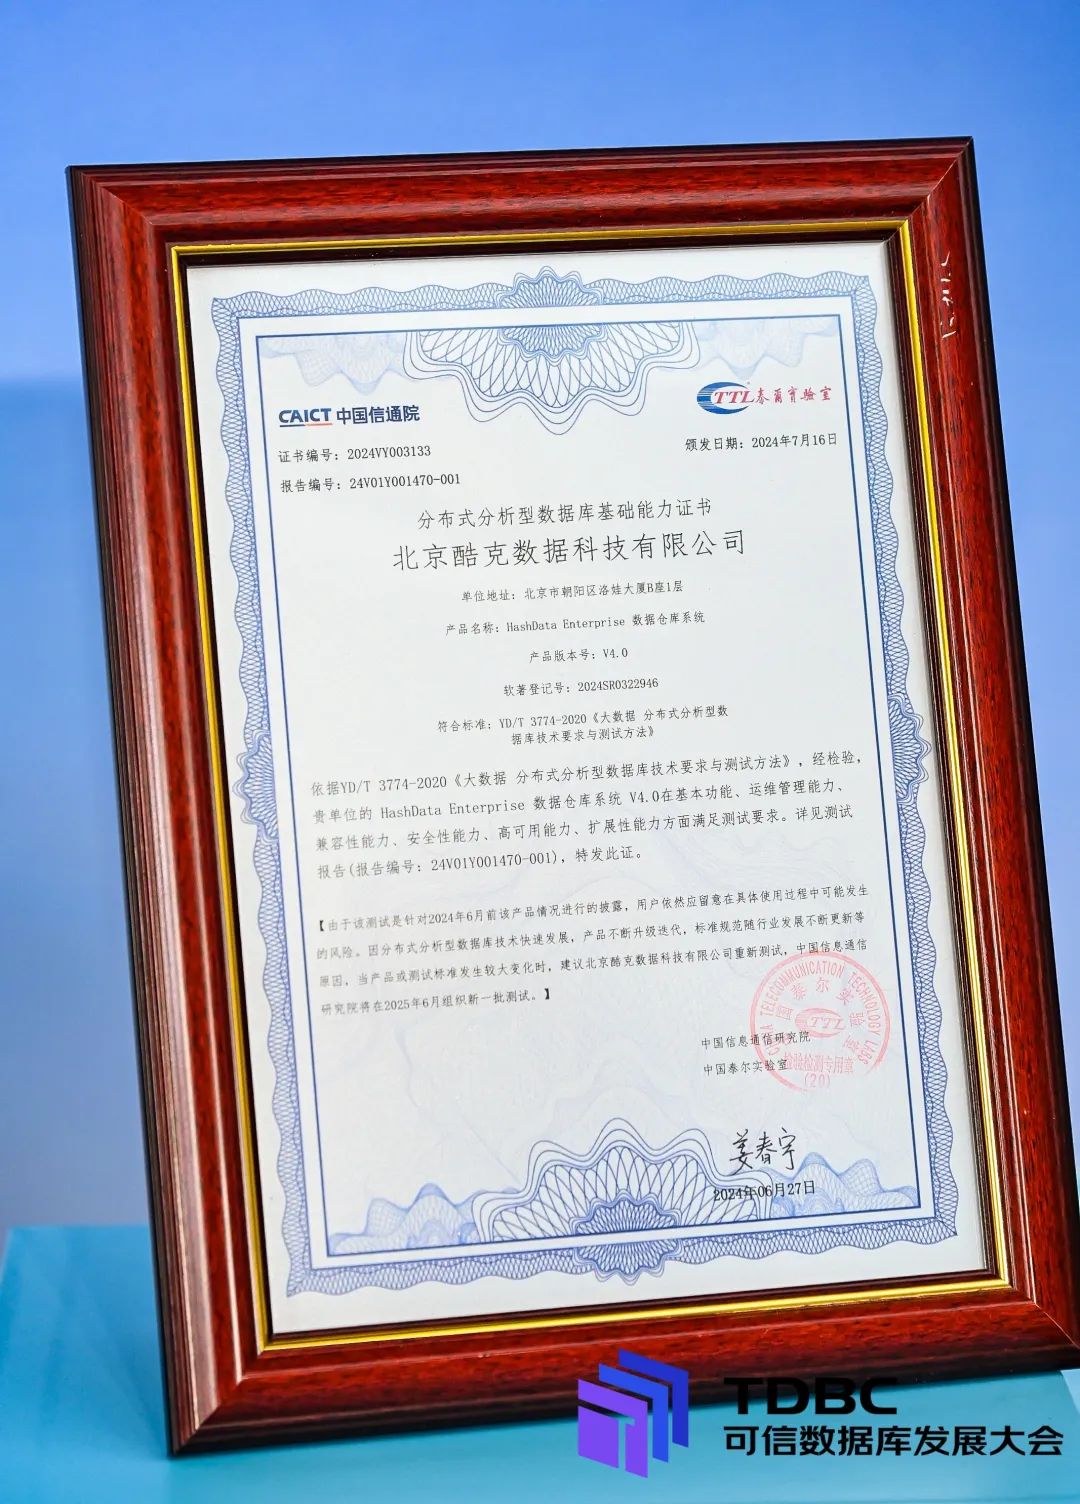 CAICT 中国信通院
TTL 泰尔实验室
证书编号：2024VY003133
颁发日期：2024年7月16日
报告编号：24V01Y001470-001
分布式分析型数据库基础能力证书
北京酷克数据科技有限公司
单位地址：北京市朝阳区洛娃大厦B座1层
产品名称：HashData Enterprise 数据仓库系统
产品版本号：V4.0
软著登记号：2024SR0322946
符合标准：YD/T 3774-2020《大数据 分布式分析型数
据库技术要求与测试方法》
依据YD/T 3774-2020《大数据 分布式分析型数据库技术要求与测试方法》，经检验，
贵单位的 HashData Enterprise 数据仓库系统 V4.0在基本功能、运维管理能力、
兼容性能力、安全性能力、高可用能力、扩展性能力方面满足测试要求。详见测试
报告(报告编号：24V01Y001470-001)，特发此证。
【由于该测试是针对2024年6月前该产品情况进行的披露，用户依然应留意在具体使用过程中可能发生
的风险。因分布式分析型数据库技术快速发展，产品不断升级迭代，标准规范随行业发展不断更新等
原因，当产品或测试标准发生较大变化时，建议北京酷克数据科技有限公司重新测试，中国信息通信
研究院将在2025年6月组织新一批测试。】
CHINA TELECOMMUNICATION TECHNOLOGY LABS
中国泰尔实验室
TTL
检验检测专用章
(20)
中国信息通信研究院
中国泰尔实验室
姜春宇
2024年06月27日
TDBC
可信数据库发展大会